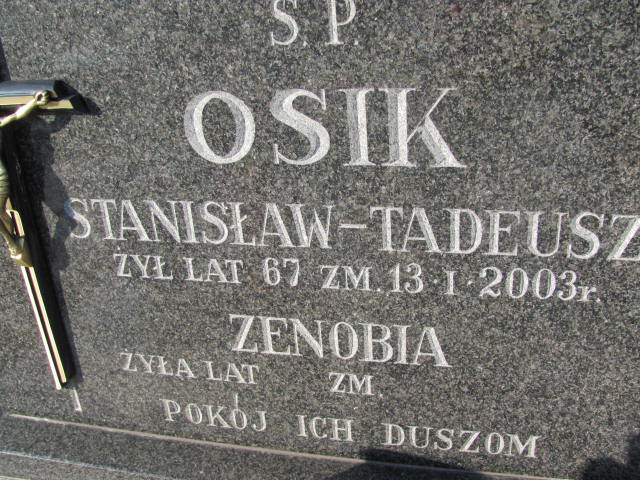 Ś.P.
OSIK
STANISŁAW-TADEUSZ
ŻYŁ LAT 67 ZM. 13·I·2003r.
ZENOBIA
ŻYŁA LAT ZM.
POKÓJ ICH DUSZOM